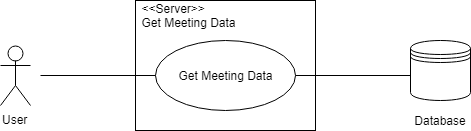 <<Server>>
Get Meeting Data
Get Meeting Data
User
Database